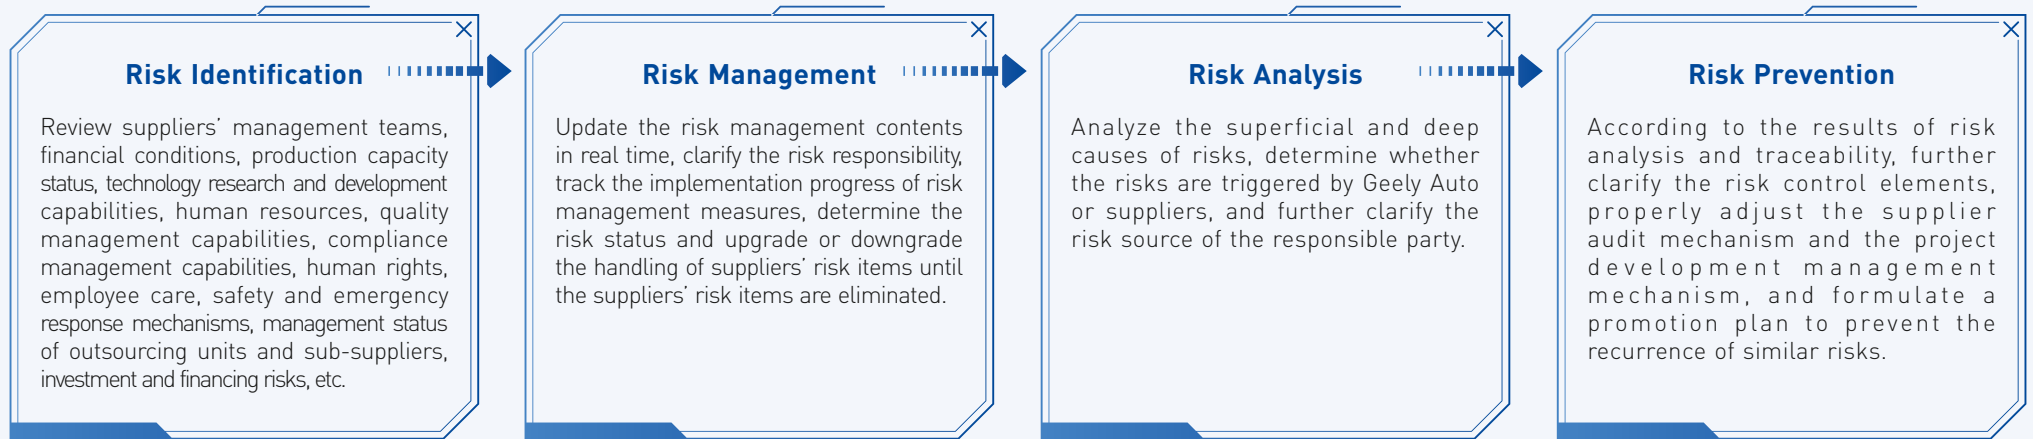 Risk Identification
Review suppliers’ management teams,
financial conditions, production capacity
status, technology research and development
capabilities, human resources, quality
management capabilities, compliance
management capabilities, human rights,
employee care, safety and emergency
response mechanisms, management status
of outsourcing units and sub-suppliers,
investment and financing risks, etc.
Risk Management
Update the risk management contents
in real time, clarify the risk responsibility,
track the implementation progress of risk
management measures, determine the
risk status and upgrade or downgrade
the handling of suppliers’ risk items until
the suppliers’ risk items are eliminated.
Risk Analysis
Analyze the superficial and deep
causes of risks, determine whether
the risks are triggered by Geely Auto
or suppliers, and further clarify the
risk source of the responsible party.
Risk Prevention
According to the results of risk
analysis and traceability, further
clarify the risk control elements,
properly adjust the supplier
audit mechanism and the project
development management
mechanism, and formulate a
promotion plan to prevent the
recurrence of similar risks.